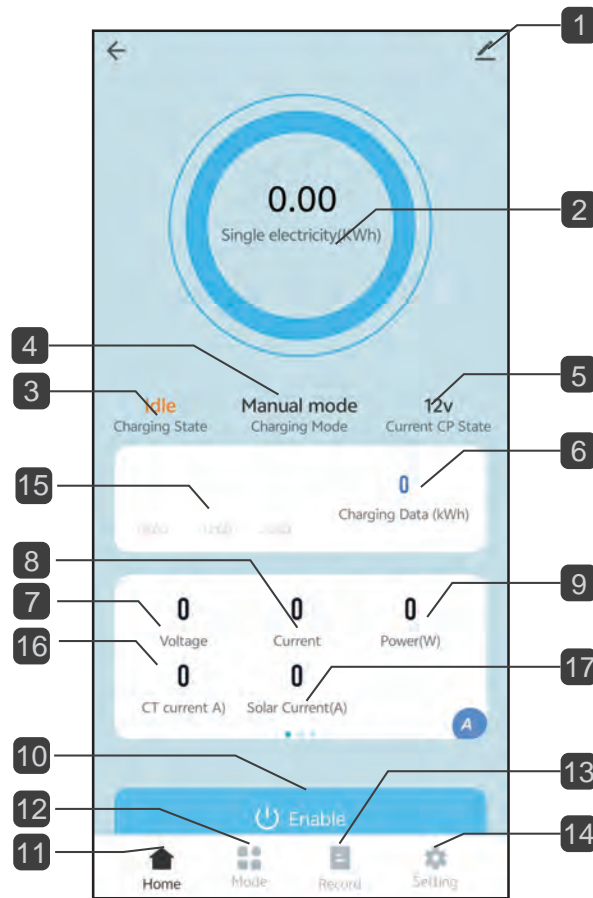 1
0.00
Single electricity(KWh)
2
4
3
5
Idle
Manual mode
12v
Charging State
Charging Mode
Current CP State
6
15
0
Charging Data (kWh)
8
7
9
0
0
0
Voltage
Current
Power(W)
16
17
0
0
CT current A)
Solar Current(A)
A
10
13
12
Enable
14
11
Home
Mode
Record
Setting